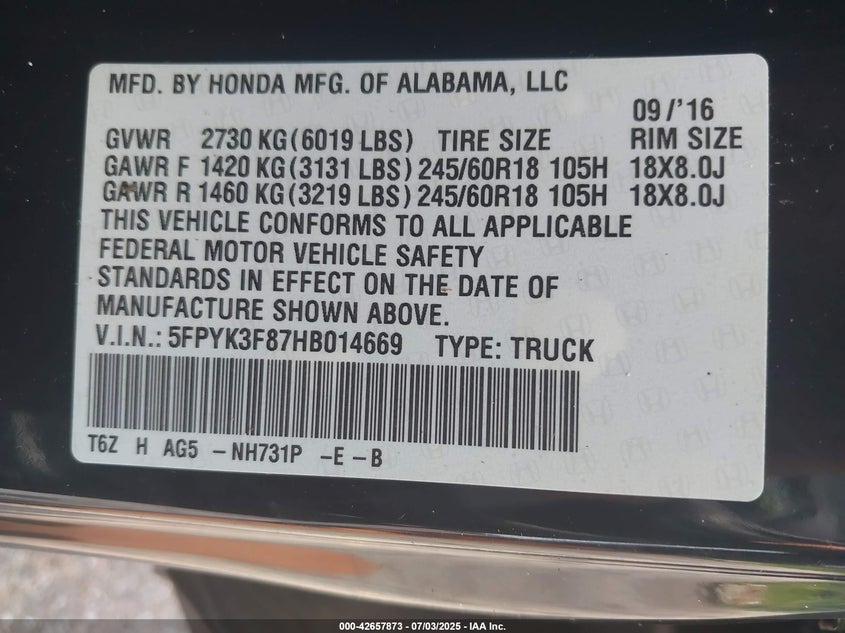 MFD. BY HONDA MFG. OF ALABAMA, LLC
09/'16
GVWR 2730 KG(6019 LBS) TIRE SIZE RIM SIZE
GAWR F 1420 KG(3131 LBS) 245/60R18 105H 18X8.0J
GAWR R 1460 KG(3219 LBS) 245/60R18 105H 18X8.0J
THIS VEHICLE CONFORMS TO ALL APPLICABLE
FEDERAL MOTOR VEHICLE SAFETY
STANDARDS IN EFFECT ON THE DATE OF
MANUFACTURE SHOWN ABOVE.
V.I.N.: 5FPYK3F87HB014669 TYPE: TRUCK
T6Z H AG5 -NH731P -E -B
000-42657873 - 07/03/2025 - IAA Inc.